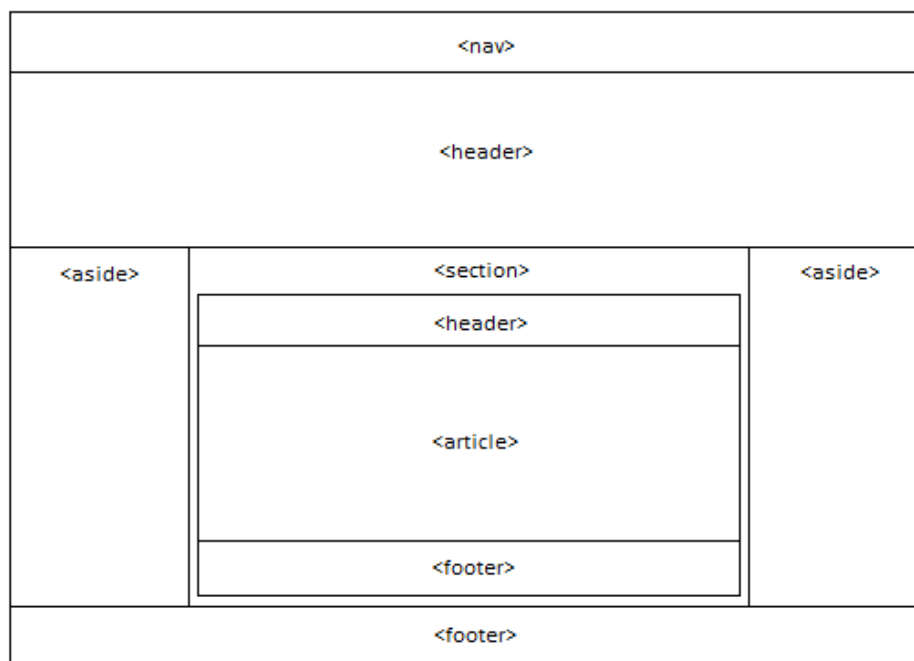 <nav>
<header>
<aside>
<section>
<aside>
<header>
<article>
<footer>
<footer>